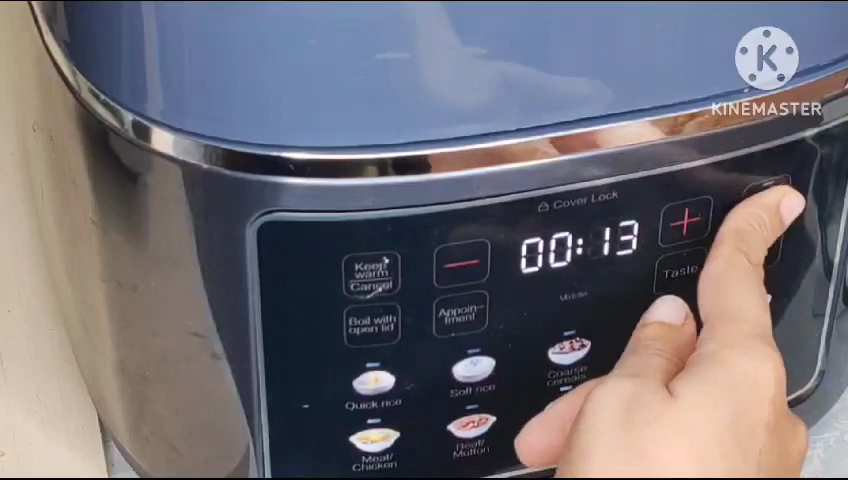 K
KINEMASTER
Cover Lock
Keep warm
Cancel
−
00:13
+
Boil with open lid
Appoin-
tment
Taste
Quick rice
Soft rice
Coarse cereals
Meat/
Chicken
Beef/
Mutton